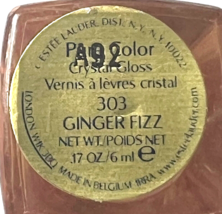 ESTÉE LAUDER, DIST. N.Y., N.Y. 10022
Pure Color
A92
Crystal Gloss
Vernis à lèvres cristal
303
GINGER FIZZ
NET WT/POIDS NET
.17 OZ/6 ml e
MADE IN BELGIUM
LONDON W1K 3BQ
www.esteelauder.com